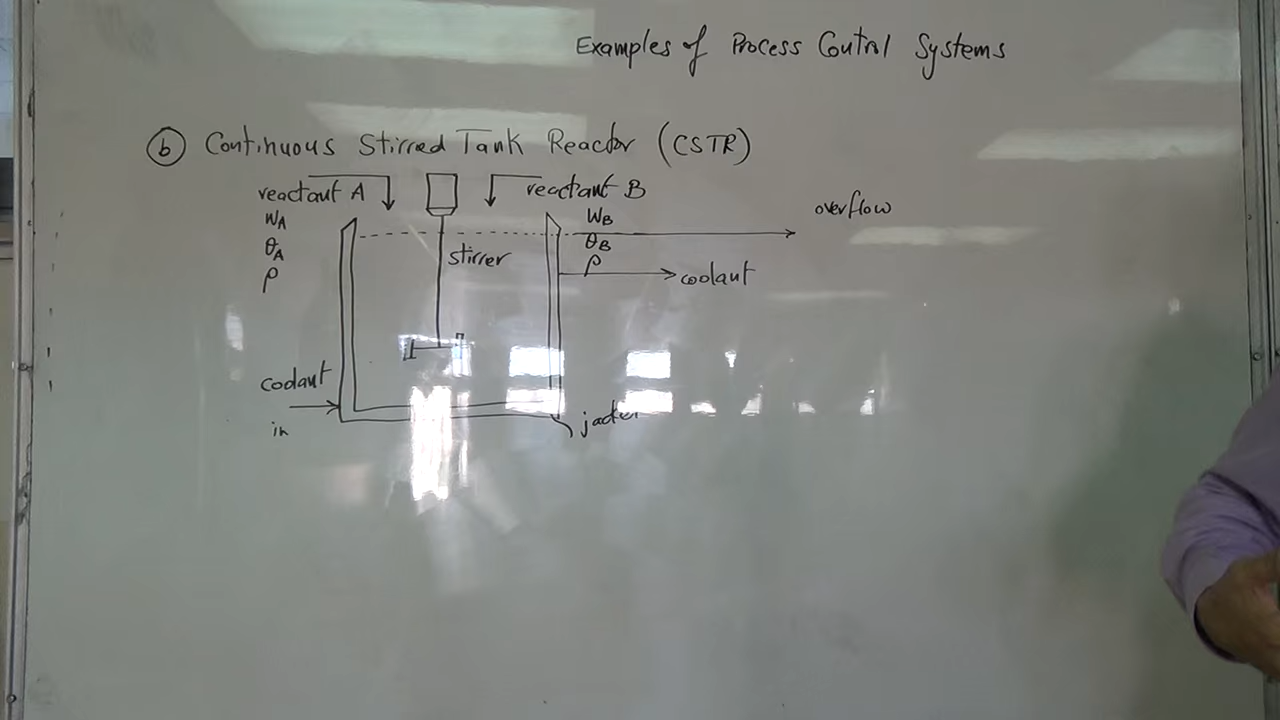 Examples of Process Control Systems
b Continuous Stirred Tank Reactor (CSTR)
reactant A
reactant B
WA
θA
ρ
WB
θB
ρ
overflow
stirrer
coolant
coolant
in
jacket